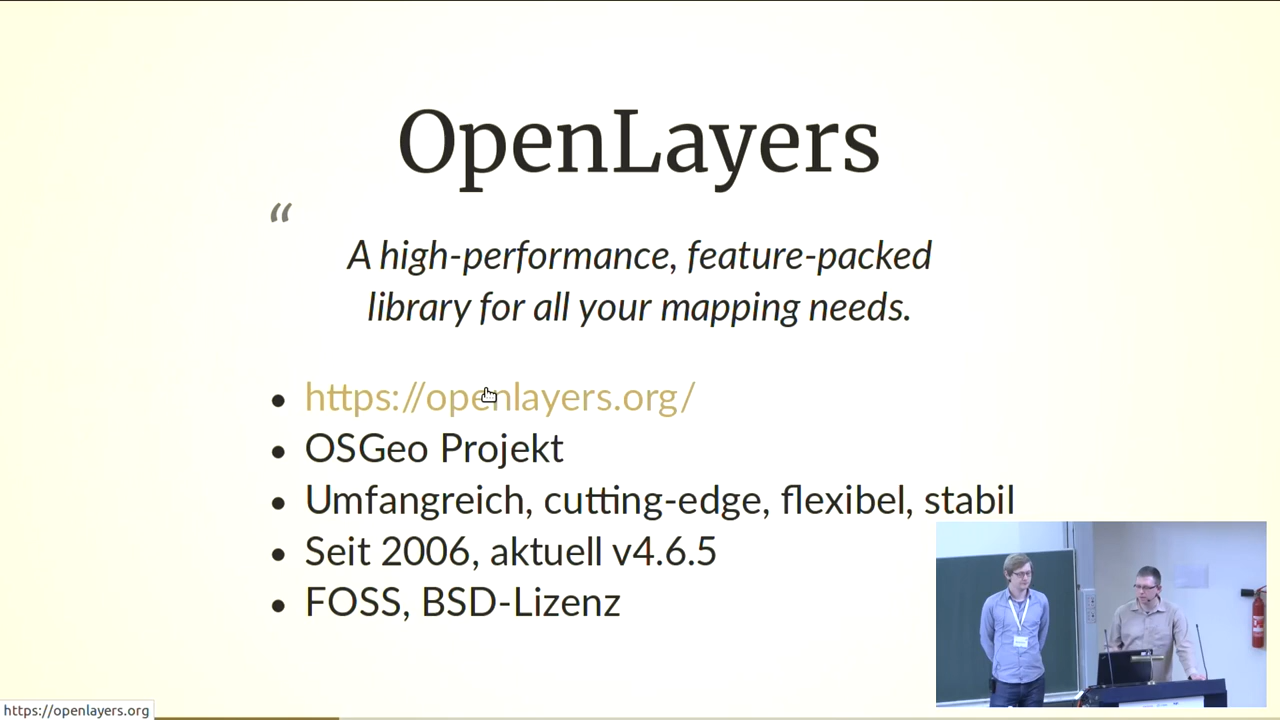 OpenLayers
“
A high-performance, feature-packed
library for all your mapping needs.
• https://openlayers.org/
• OSGeo Projekt
• Umfangreich, cutting-edge, flexibel, stabil
• Seit 2006, aktuell v4.6.5
• FOSS, BSD-Lizenz
https://openlayers.org